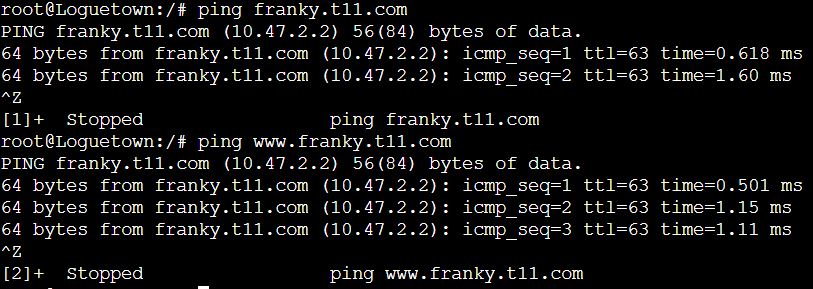 root@Loguetown:/# ping franky.t11.com
PING franky.t11.com (10.47.2.2) 56(84) bytes of data.
64 bytes from franky.t11.com (10.47.2.2): icmp_seq=1 ttl=63 time=0.618 ms
64 bytes from franky.t11.com (10.47.2.2): icmp_seq=2 ttl=63 time=1.60 ms
^Z
[1]+  Stopped                 ping franky.t11.com
root@Loguetown:/# ping www.franky.t11.com
PING franky.t11.com (10.47.2.2) 56(84) bytes of data.
64 bytes from franky.t11.com (10.47.2.2): icmp_seq=1 ttl=63 time=0.501 ms
64 bytes from franky.t11.com (10.47.2.2): icmp_seq=2 ttl=63 time=1.15 ms
64 bytes from franky.t11.com (10.47.2.2): icmp_seq=3 ttl=63 time=1.11 ms
^Z
[2]+  Stopped                 ping www.franky.t11.com